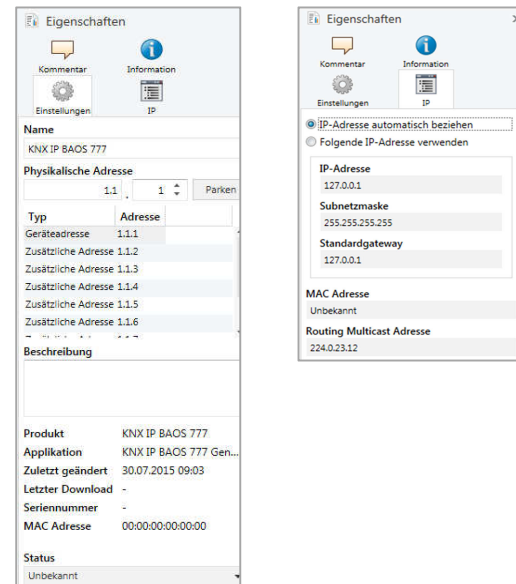 Eigenschaften
Kommentar Information
Einstellungen IP
Name
KNX IP BAOS 777
Physikalische Adresse
1.1 . 1 Parken
Typ Adresse
Geräteadresse 1.1.1
Zusätzliche Adresse 1.1.2
Zusätzliche Adresse 1.1.3
Zusätzliche Adresse 1.1.4
Zusätzliche Adresse 1.1.5
Zusätzliche Adresse 1.1.6
Beschreibung
Produkt KNX IP BAOS 777
Applikation KNX IP BAOS 777 Gen...
Zuletzt geändert 30.07.2015 09:03
Letzter Download -
Seriennummer -
MAC Adresse 00:00:00:00:00:00
Status
Unbekannt
Eigenschaften
Kommentar Information
Einstellungen IP
IP-Adresse automatisch beziehen
Folgende IP-Adresse verwenden
IP-Adresse
127.0.0.1
Subnetzmaske
255.255.255.255
Standardgateway
127.0.0.1
MAC Adresse
Unbekannt
Routing Multicast Adresse
224.0.23.12